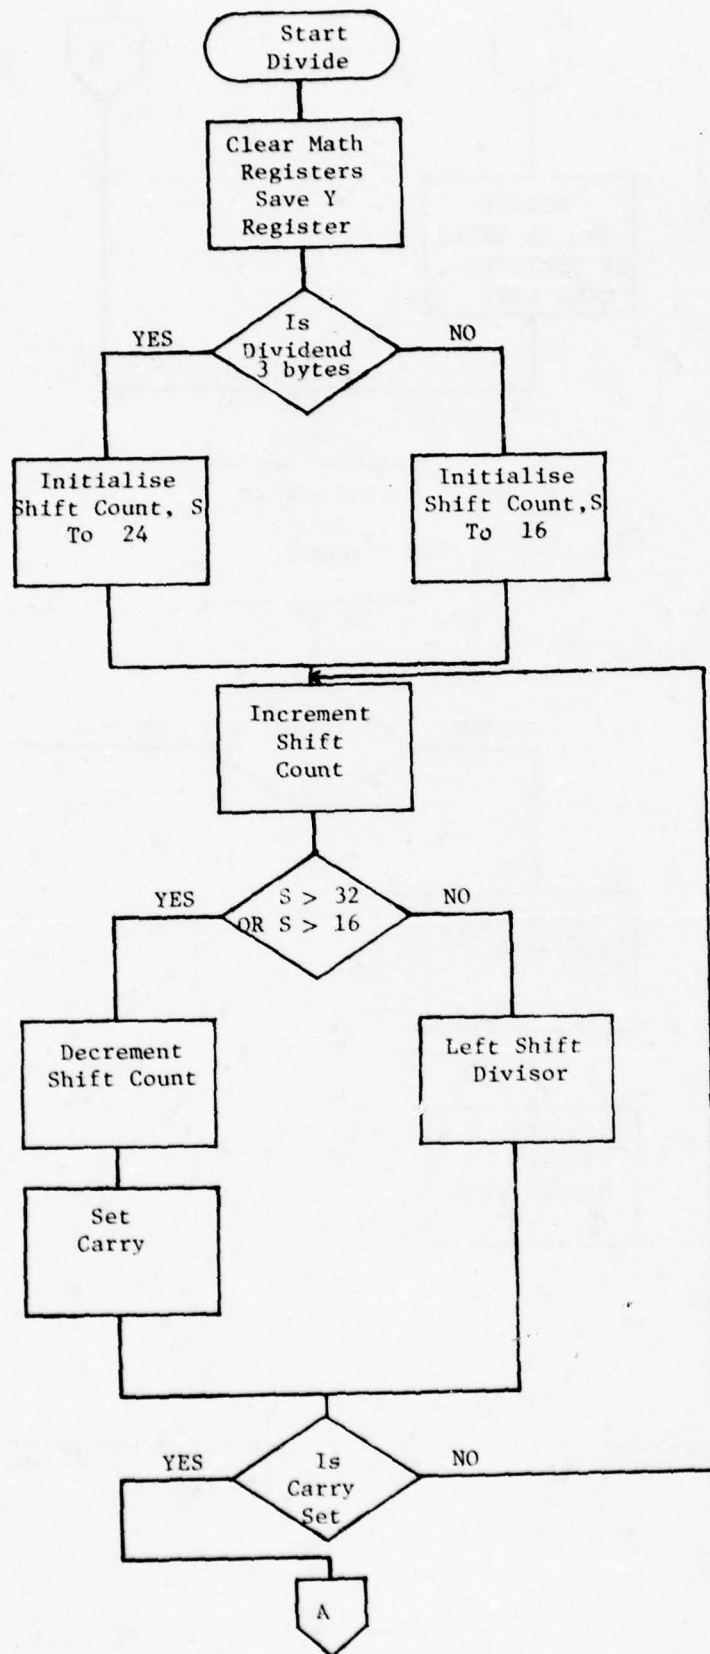 Start
Divide
Clear Math
Registers
Save Y
Register
Is
Dividend
3 bytes
YES
NO
Initialise
Shift Count, S
To 24
Initialise
Shift Count,S
To 16
Increment
Shift
Count
S > 32
OR S > 16
YES
NO
Decrement
Shift Count
Left Shift
Divisor
Set
Carry
Is
Carry
Set
YES
NO
A